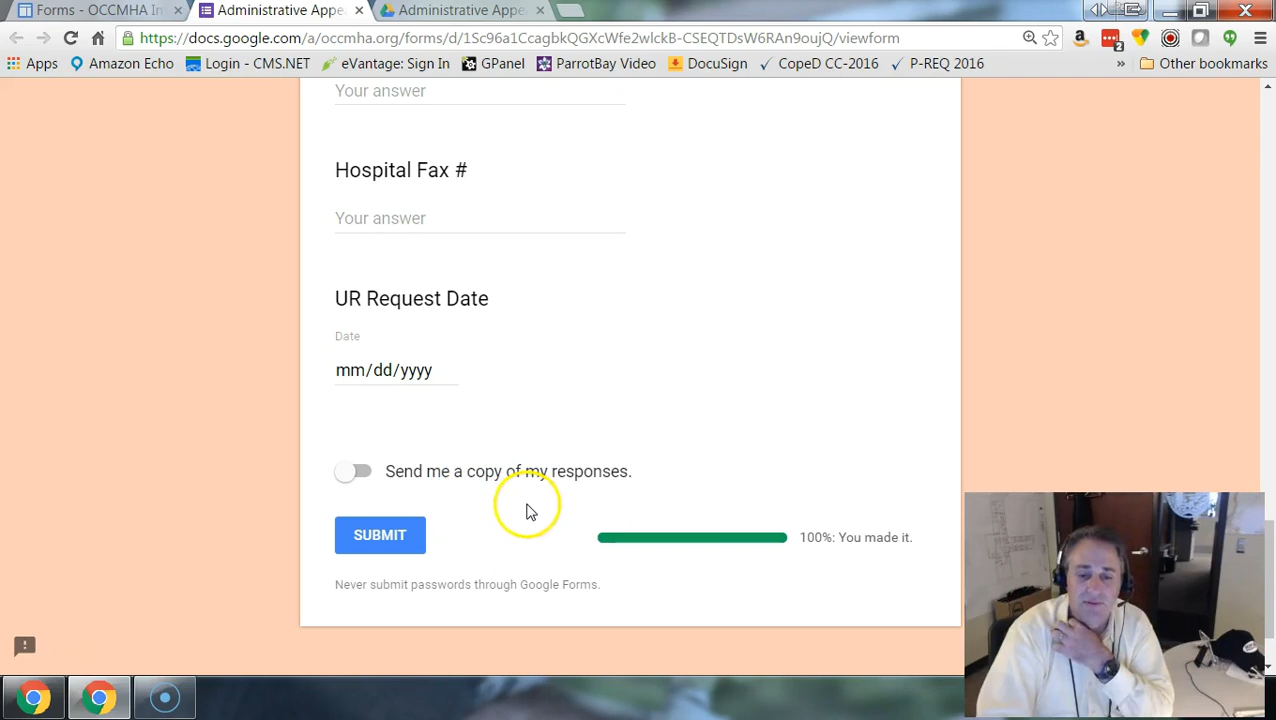 Forms - OCCMHA In
Administrative Appe
Administrative Appe
https://docs.google.com/a/occmha.org/forms/d/1Sc96a1CcagbkQGXcWfe2wlckB-CSEQTDsW6RAn9oujQ/viewform
Apps
Amazon Echo
Login - CMS.NET
eVantage: Sign In
GPanel
ParrotBay Video
DocuSign
CopeD CC-2016
P-REQ 2016
»
Other bookmarks
Your answer
Hospital Fax #
Your answer
UR Request Date
Date
mm/dd/yyyy
Send me a copy of my responses.
SUBMIT
100%: You made it.
Never submit passwords through Google Forms.